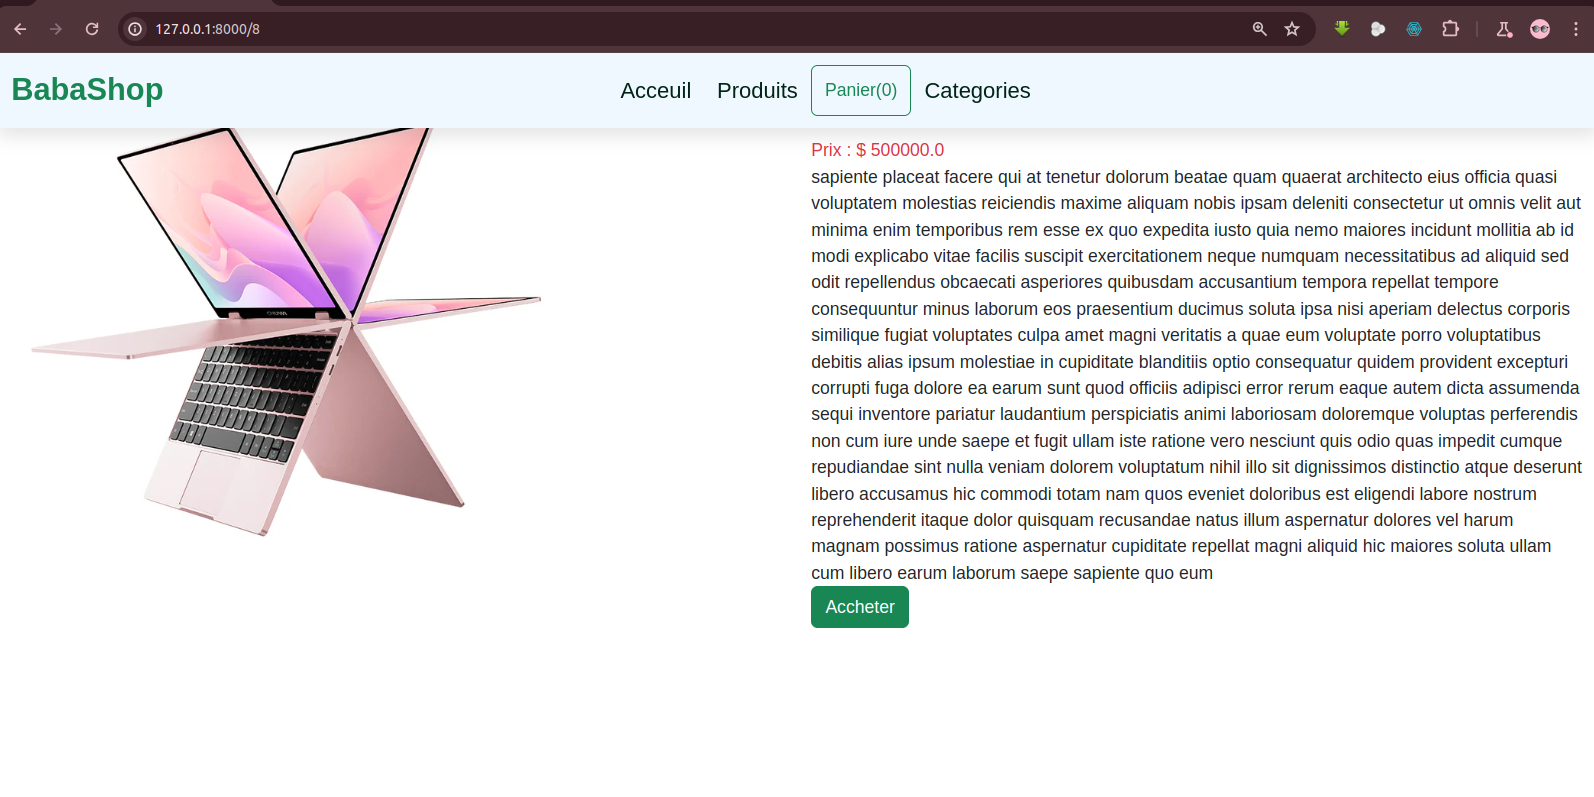 127.0.0.1:8000/8
BabaShop
Acceuil
Produits
Panier(0)
Categories
Prix : $ 500000.0
sapiente placeat facere qui at tenetur dolorum beatae quam quaerat architecto eius officia quasi
voluptatem molestias reiciendis maxime aliquam nobis ipsam deleniti consectetur ut omnis velit aut
minima enim temporibus rem esse ex quo expedita iusto quia nemo maiores incidunt mollitia ab id
modi explicabo vitae facilis suscipit exercitationem neque numquam necessitatibus ad aliquid sed
odit repellendus obcaecati asperiores quibusdam accusantium tempora repellat tempore
consequuntur minus laborum eos praesentium ducimus soluta ipsa nisi aperiam delectus corporis
similique fugiat voluptates culpa amet magni veritatis a quae eum voluptate porro voluptatibus
debitis alias ipsum molestiae in cupiditate blanditiis optio consequatur quidem provident excepturi
corrupti fuga dolore ea earum sunt quod officiis adipisci error rerum eaque autem dicta assumenda
sequi inventore pariatur laudantium perspiciatis animi laboriosam doloremque voluptas perferendis
non cum iure unde saepe et fugit ullam iste ratione vero nesciunt quis odio quas impedit cumque
repudiandae sint nulla veniam dolorem voluptatum nihil illo sit dignissimos distinctio atque deserunt
libero accusamus hic commodi totam nam quos eveniet doloribus est eligendi labore nostrum
reprehenderit itaque dolor quisquam recusandae natus illum aspernatur dolores vel harum
magnam possimus ratione aspernatur cupiditate repellat magni aliquid hic maiores soluta ullam
cum libero earum laborum saepe sapiente quo eum
Accheter